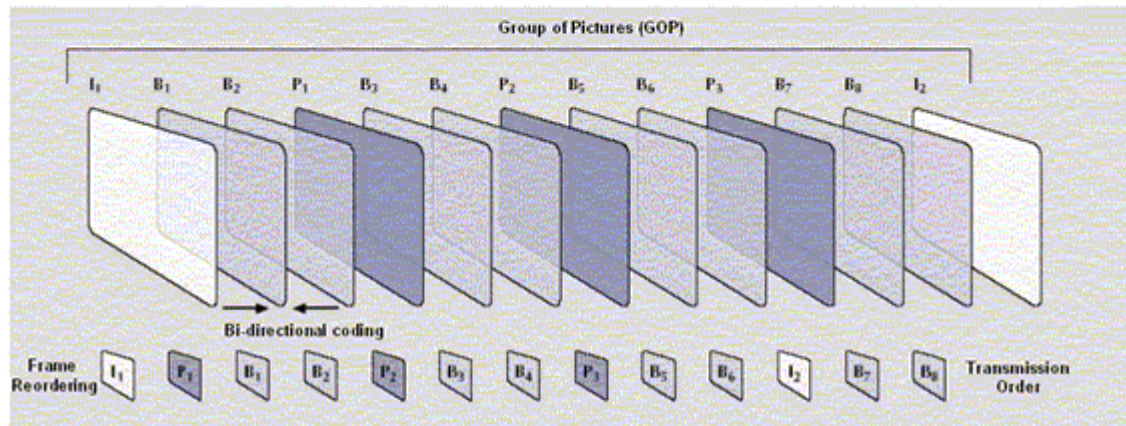 Group of Pictures (GOP)
I1 B1 B2 P1 B3 B4 P2 B5 B6 P3 B7 B8 I2
Bi-directional coding
Frame Reordering I1 P1 B1 B2 P2 B3 B4 P3 B5 B6 I2 B7 B8 Transmission Order